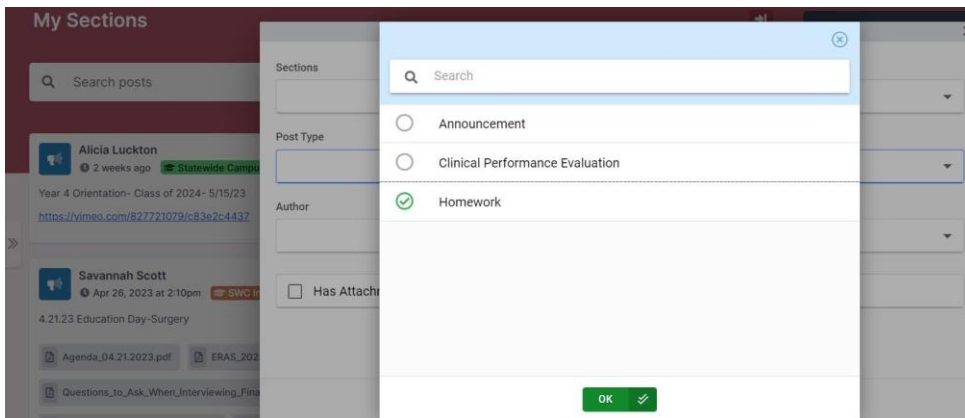 My Sections
Search posts
Alicia Luckton
2 weeks ago Statewide Campu
Year 4 Orientation- Class of 2024- 5/15/23
https://vimeo.com/827721079/c83e2c4437
Savannah Scott
Apr 26, 2023 at 2:10pm SWC In
4.21.23 Education Day-Surgery
Agenda_04.21.2023.pdf ERAS_202
Questions_to_Ask_When_Interviewing_Fina
Sections
Post Type
Author
Has Attachm
Search
Announcement
Clinical Performance Evaluation
Homework
OK